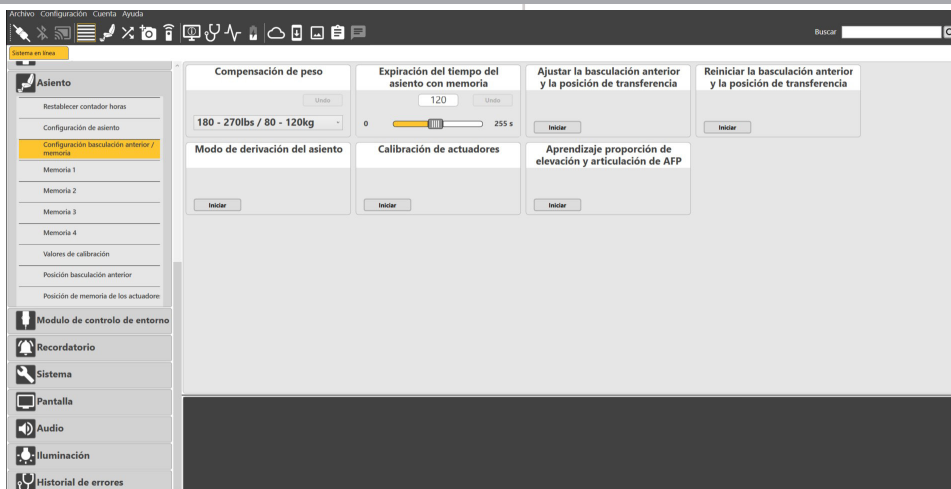 Archivo Configuración Cuenta Ayuda
Buscar
Sistema en línea
Asiento
Restablecer contador horas
Configuración de asiento
Configuración basculación anterior /
memoria
Memoria 1
Memoria 2
Memoria 3
Memoria 4
Valores de calibración
Posición basculación anterior
Posición de memoria de los actuadore
Modulo de controlo de entorno
Recordatorio
Sistema
Pantalla
Audio
Iluminación
Historial de errores
Compensación de peso
Undo
180 - 270lbs / 80 - 120kg
Expiración del tiempo del
asiento con memoria
120
Undo
0
255 s
Ajustar la basculación anterior
y la posición de transferencia
Iniciar
Reiniciar la basculación anterior
y la posición de transferencia
Iniciar
Modo de derivación del asiento
Iniciar
Calibración de actuadores
Iniciar
Aprendizaje proporción de
elevación y articulación de AFP
Iniciar